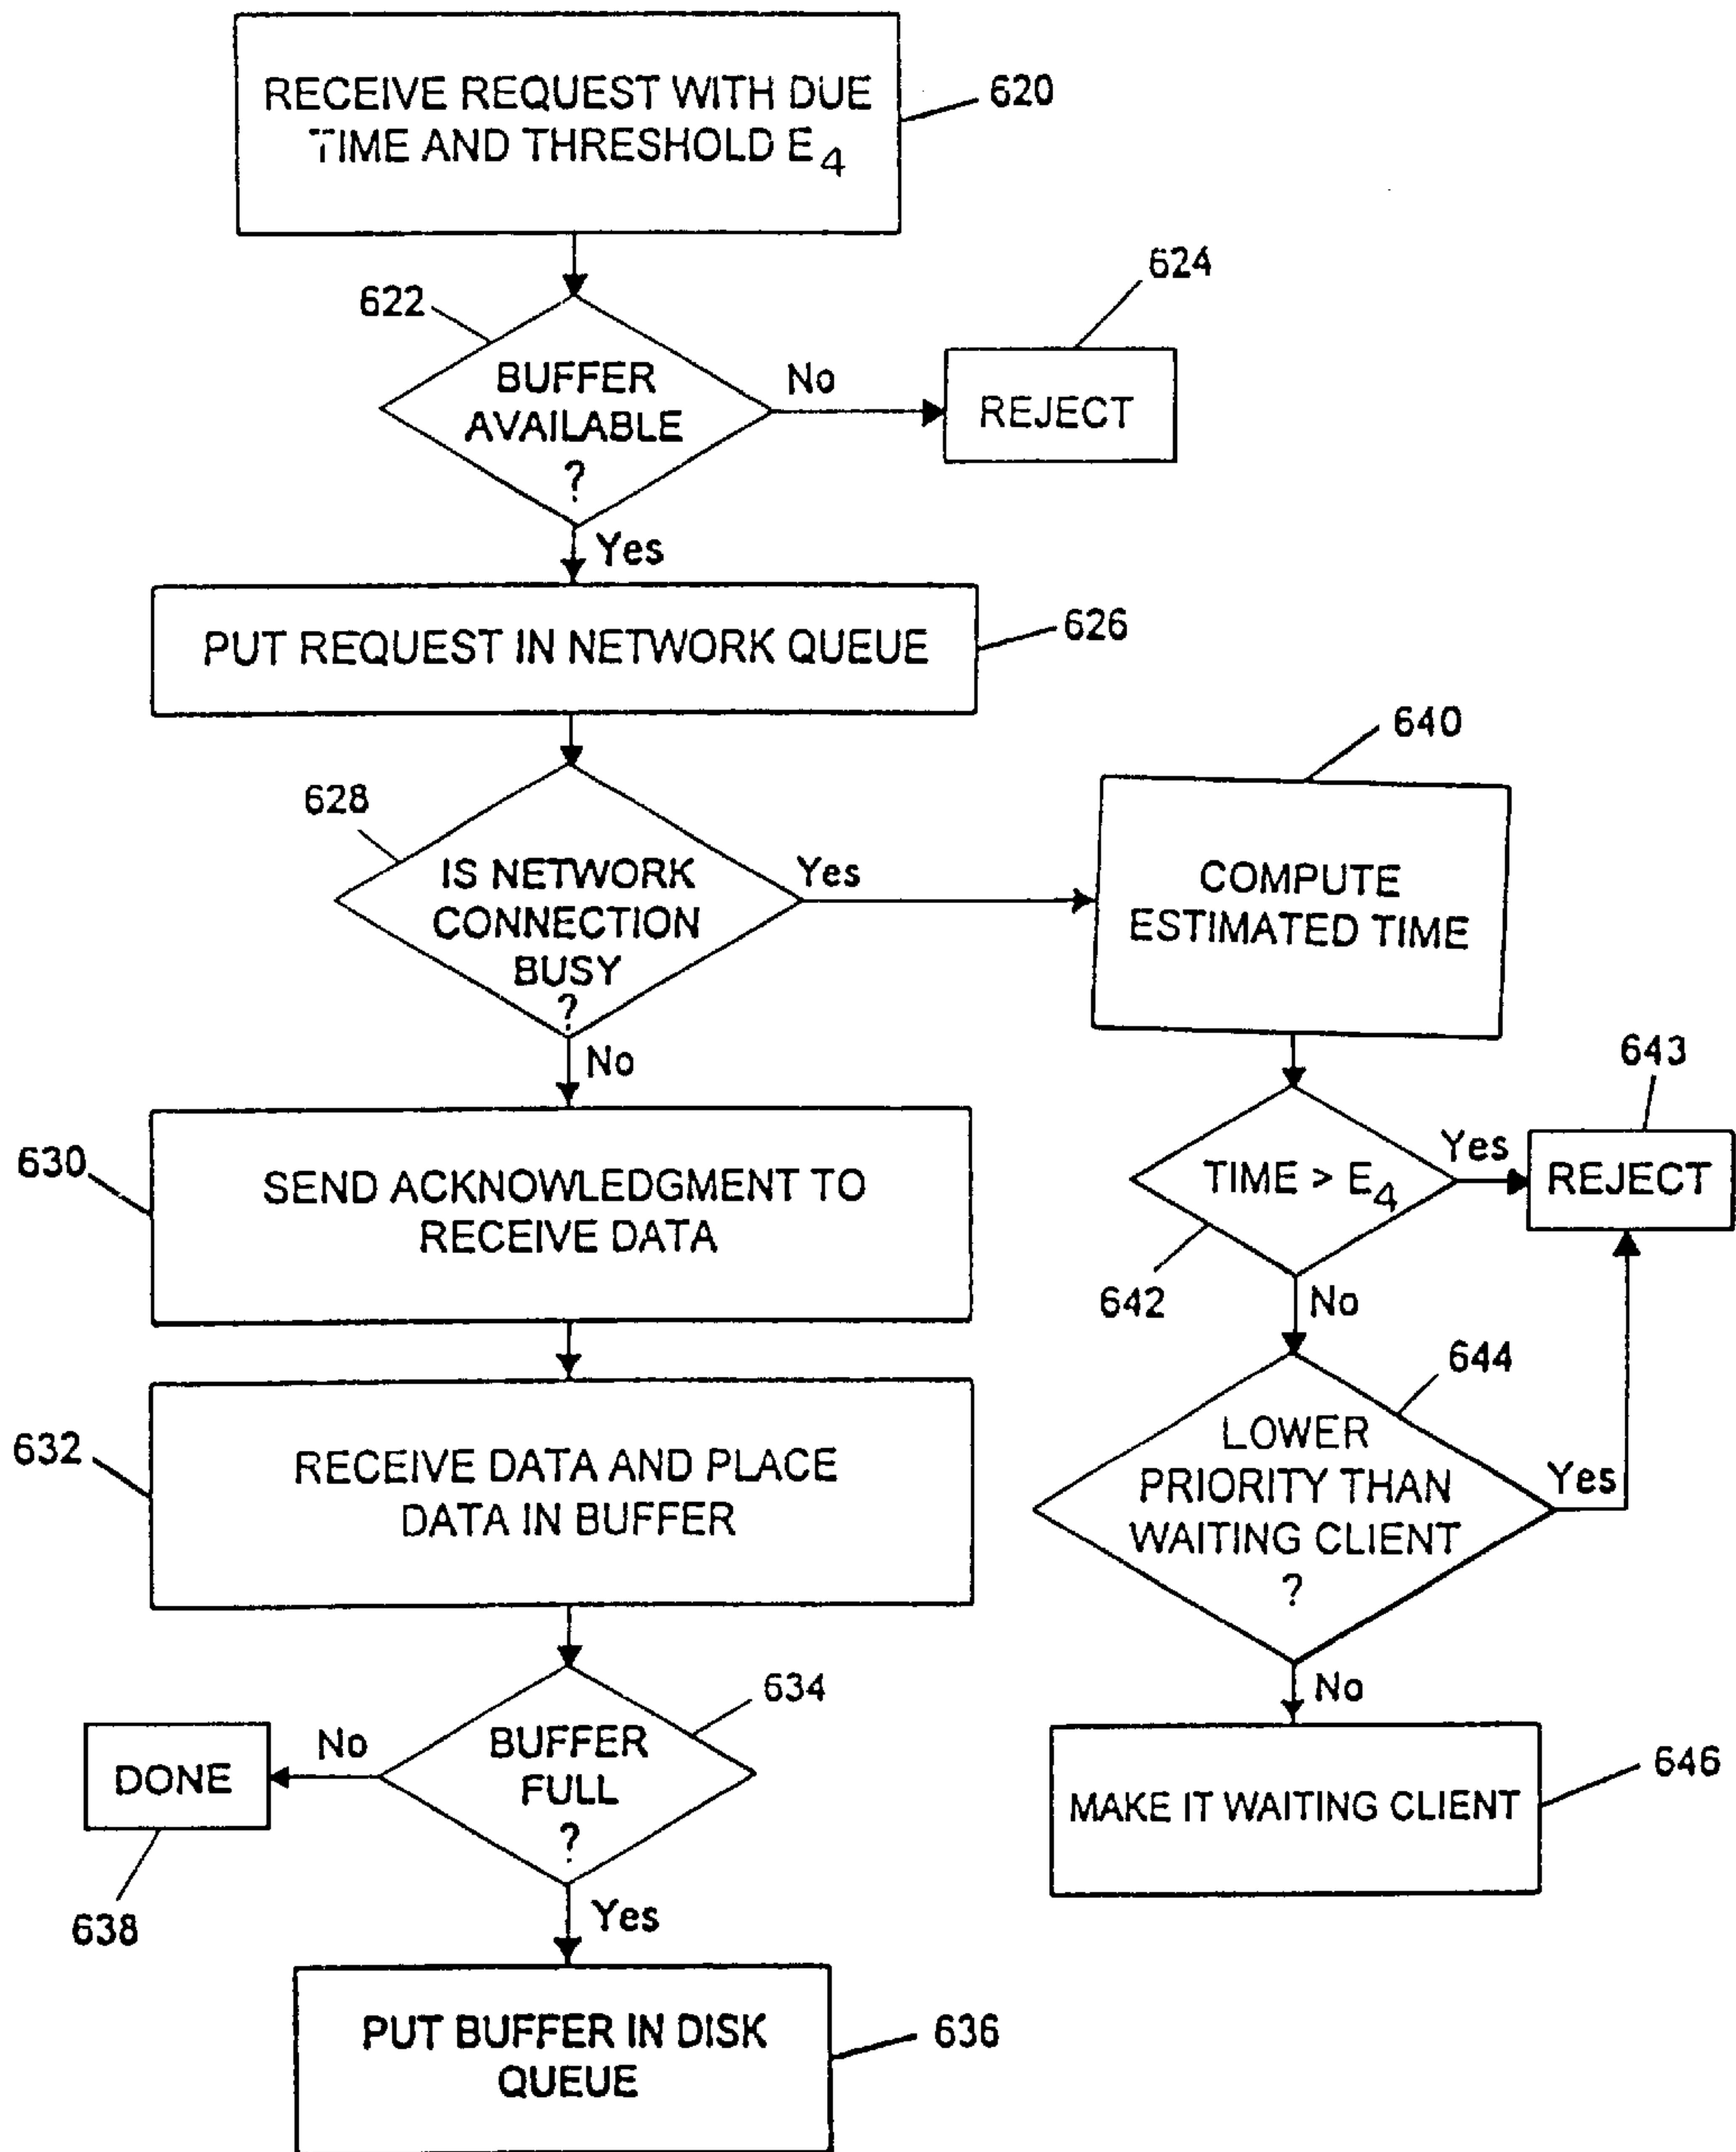 RECEIVE REQUEST WITH DUE
TIME AND THRESHOLD E4
620
622
BUFFER
AVAILABLE
?
No
624
REJECT
Yes
PUT REQUEST IN NETWORK QUEUE
626
628
IS NETWORK
CONNECTION
BUSY
?
Yes
640
COMPUTE
ESTIMATED TIME
No
630
SEND ACKNOWLEDGMENT TO
RECEIVE DATA
TIME > E4
Yes
643
REJECT
642
No
632
RECEIVE DATA AND PLACE
DATA IN BUFFER
644
LOWER
PRIORITY THAN
WAITING CLIENT
?
Yes
No
634
BUFFER
FULL
?
No
DONE
638
646
MAKE IT WAITING CLIENT
Yes
PUT BUFFER IN DISK
QUEUE
636